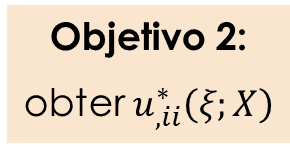 Objetivo 2:
obter u*,ii(ξ; X)